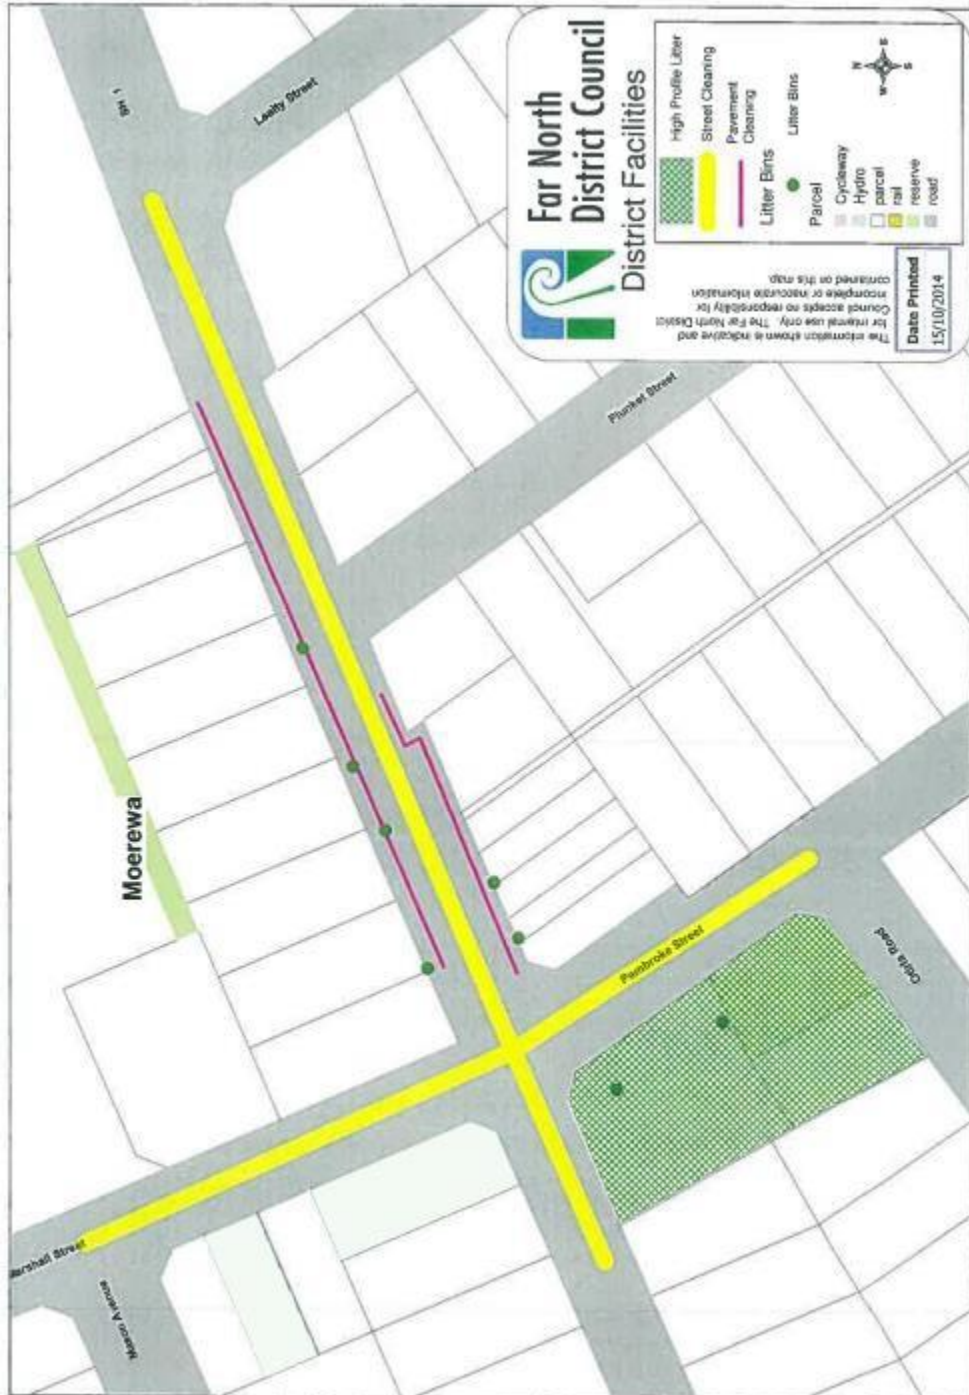 Moerewa
SH 1
Leaity Street
Plunket Street
Pembroke Street
Otiria Road
Marshall Street
Mason Avenue
Far North
District Council
District Facilities
High Profile Litter
Street Cleaning
Pavement
Cleaning
Litter Bins
Litter Bins
Parcel
Cycleway
Hydro
parcel
rail
reserve
road
N
W
E
S
The information shown is indicative and
for internal use only. The Far North District
Council accepts no responsibility for
incomplete or inaccurate information
contained on this map.
Date Printed
15/10/2014